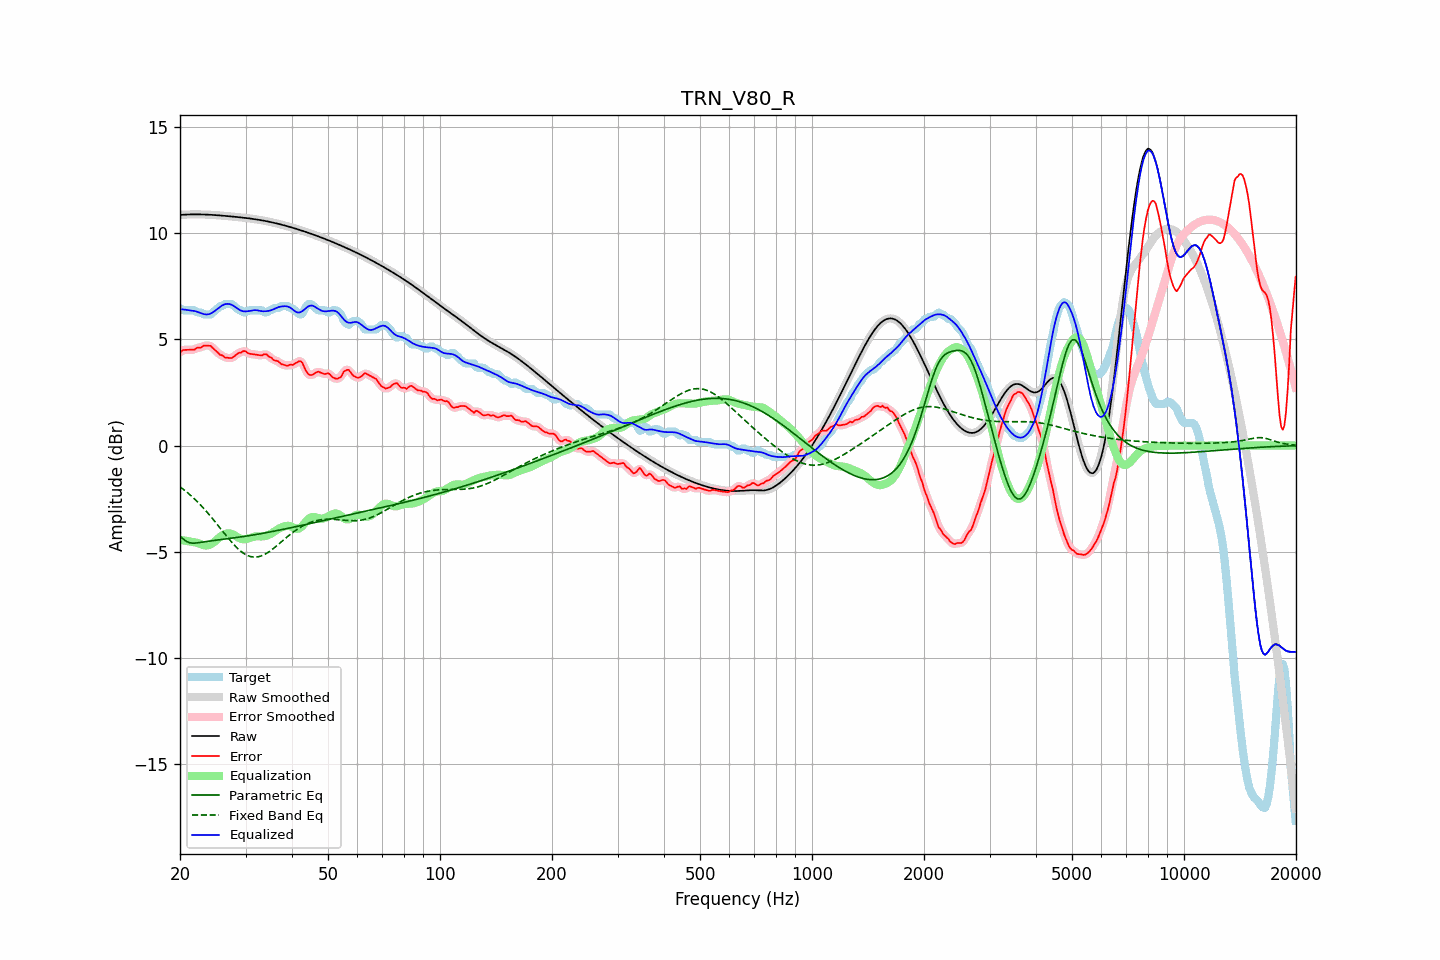 TRN_V80_R
15
10
5
0
−5
−10
−15
Amplitude (dBr)
Target
Raw Smoothed
Error Smoothed
Raw
Error
Equalization
Parametric Eq
Fixed Band Eq
Equalized
20 50 100 200 500 1000 2000 5000 10000 20000
Frequency (Hz)